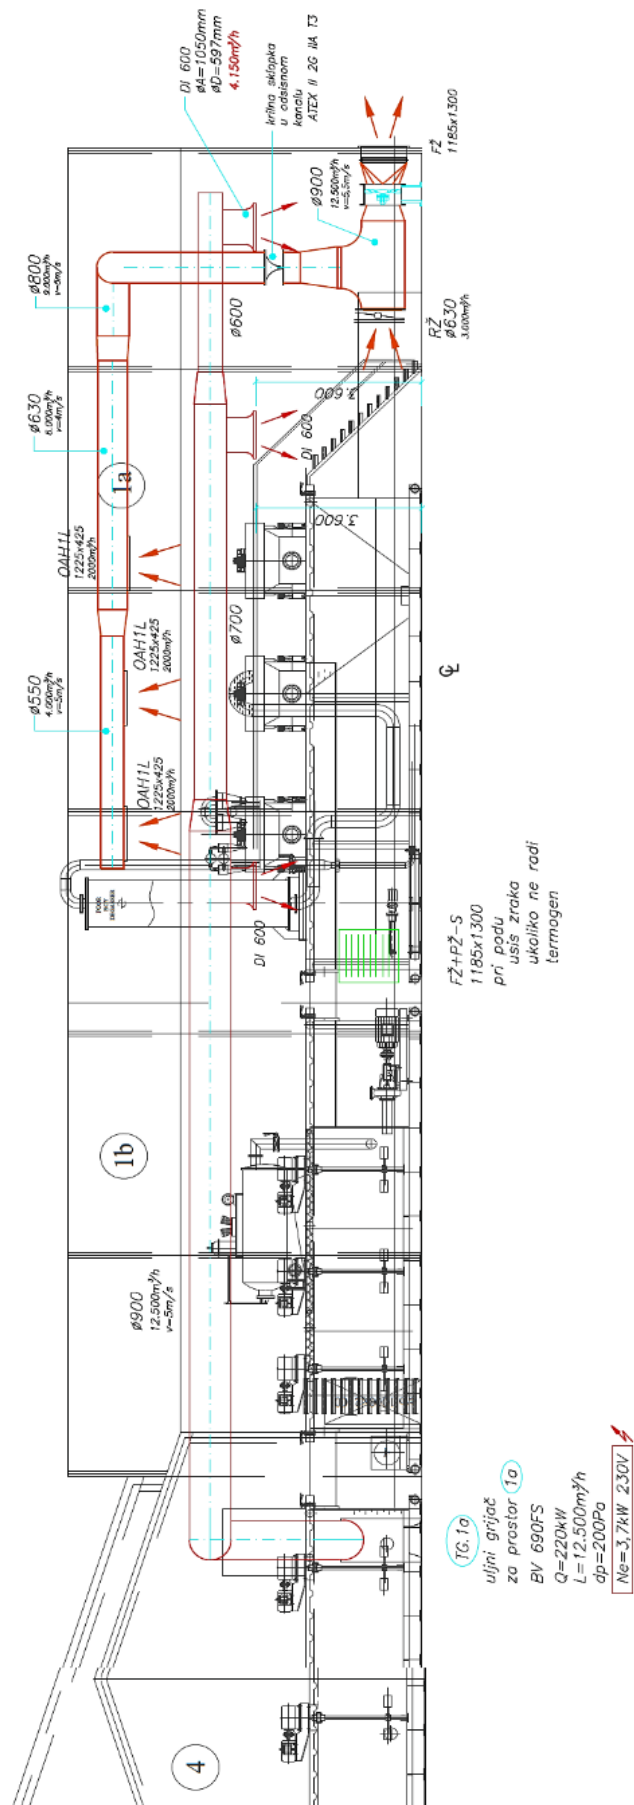 DI 600
øA=1050mm
øD=597mm
4.150m³/h
krilna sklopka
u odsisnom
kanalu
ATEX II 2G IIA T3
FŽ
1185x1300
ø900
12.500m³/h
v=5,5m/s
ø800
9.000m³/h
v=5m/s
ø600
RŽ
ø630
3.000m³/h
3.600
ø630
6.000m³/h
v=4m/s
DI 600
1a
3.600
OAH1L
1225x425
2000m³/h
ø700
OAH1L
1225x425
2000m³/h
ø550
4.000m³/h
v=5m/s
OAH1L
1225x425
2000m³/h
DI 600
FŽ+PŽ-S
1185x1300
pri podu
usis zraka
ukoliko ne radi
termogen
1b
ø900
12.500m³/h
v=5m/s
TG.1a
uljni grijač
za prostor 1a
BV 690FS
Q=220kW
L=12.500m³/h
dp=200Pa
Ne=3,7kW 230V
4